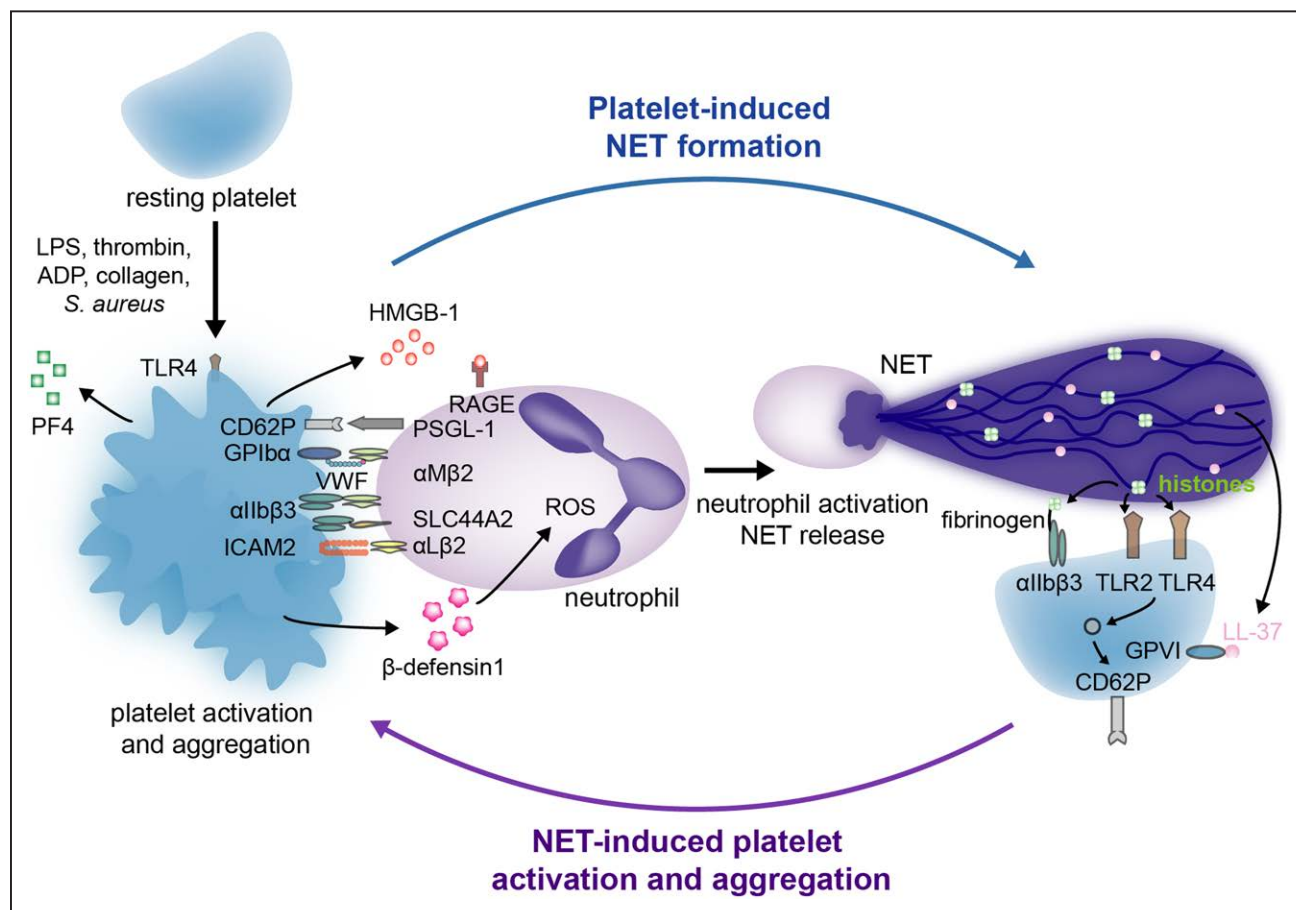 Platelet-induced
NET formation
resting platelet
LPS, thrombin,
ADP, collagen,
S. aureus
HMGB-1
TLR4
PF4
RAGE
CD62P
PSGL-1
GPIbα
VWF
αMβ2
αIIbβ3
SLC44A2
ICAM2
αLβ2
ROS
neutrophil
β-defensin1
platelet activation
and aggregation
neutrophil activation
NET release
NET
histones
fibrinogen
αIIbβ3
TLR2
TLR4
LL-37
GPVI
CD62P
NET-induced platelet
activation and aggregation